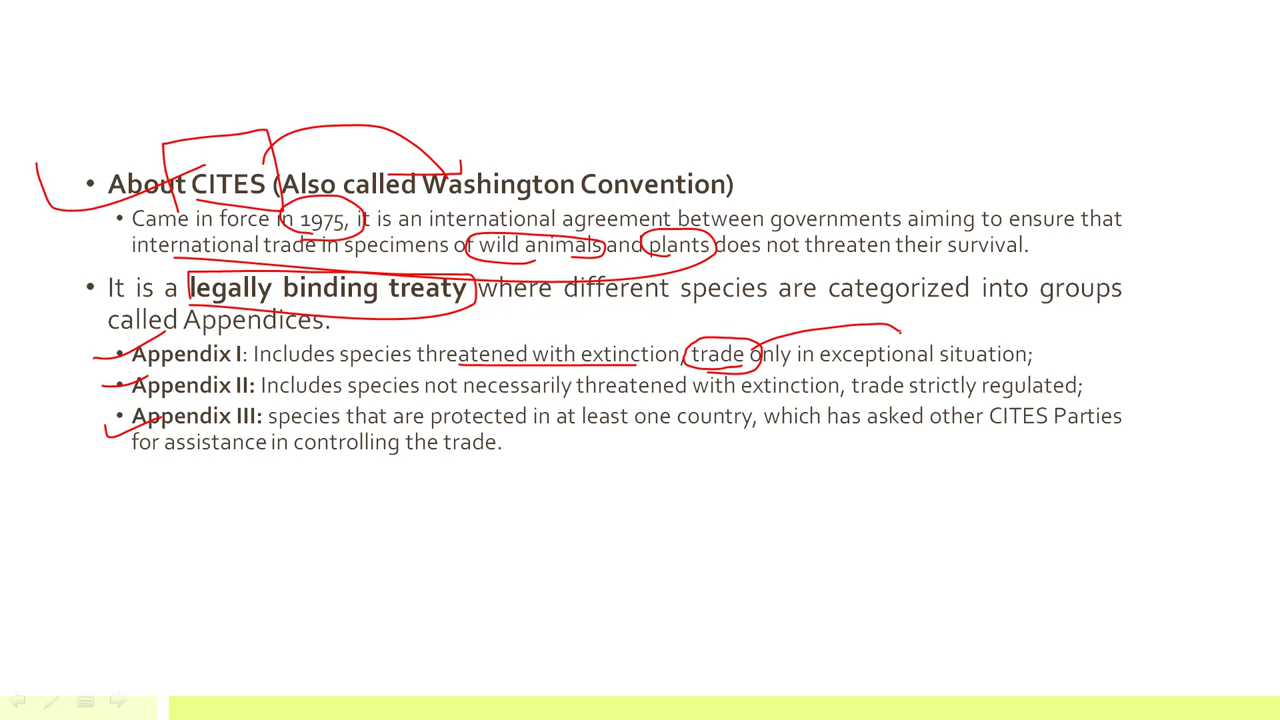 • About CITES (Also called Washington Convention)
• Came in force in 1975, it is an international agreement between governments aiming to ensure that
international trade in specimens of wild animals and plants does not threaten their survival.
• It is a legally binding treaty where different species are categorized into groups
called Appendices.
• Appendix I: Includes species threatened with extinction, trade only in exceptional situation;
• Appendix II: Includes species not necessarily threatened with extinction, trade strictly regulated;
• Appendix III: species that are protected in at least one country, which has asked other CITES Parties
for assistance in controlling the trade.